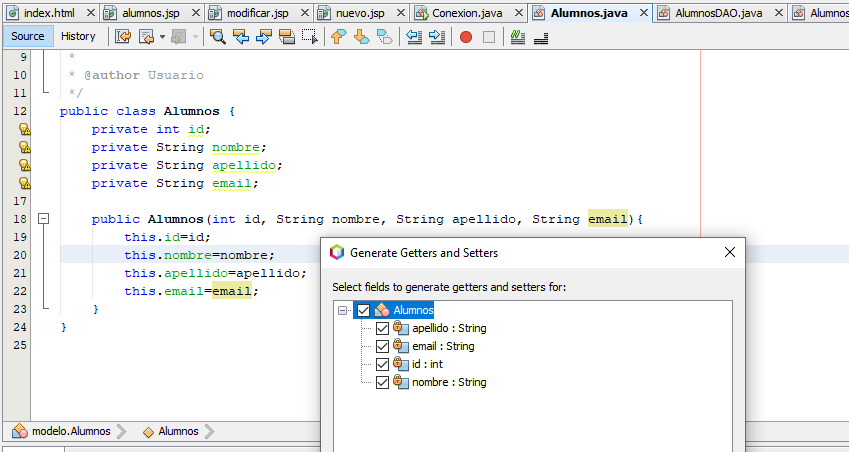 index.html alumnos.jsp modificar.jsp nuevo.jsp Conexion.java Alumnos.java AlumnosDAO.java Alumnos
Source History
9 *
10 * @author Usuario
11 */
12 public class Alumnos {
private int id;
private String nombre;
private String apellido;
private String email;
17
18 public Alumnos(int id, String nombre, String apellido, String email){
19 this.id=id;
20 this.nombre=nombre;
21 this.apellido=apellido;
22 this.email=email;
23 }
24 }
25
Generate Getters and Setters
Select fields to generate getters and setters for:
Alumnos
apellido : String
email : String
id : int
nombre : String
modelo.Alumnos Alumnos